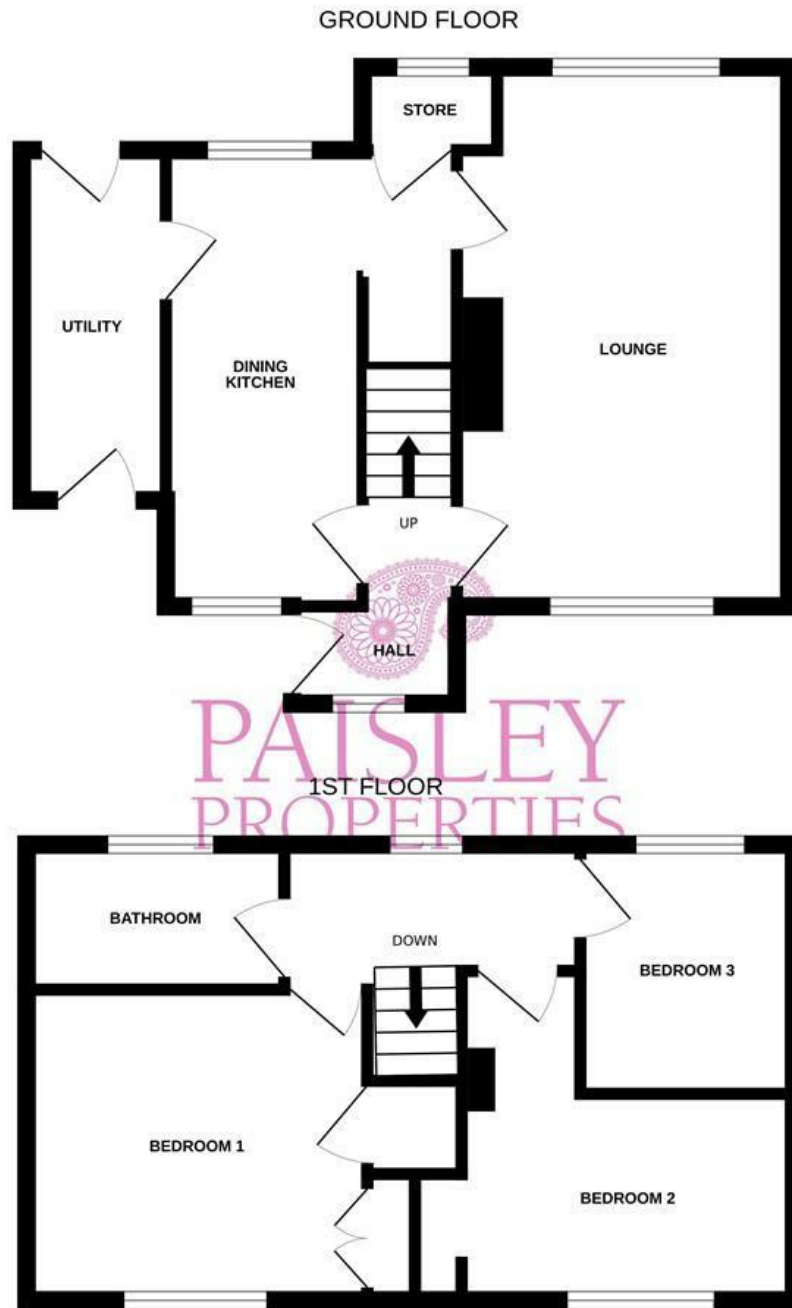 GROUND FLOOR
STORE
UTILITY
DINING
KITCHEN
LOUNGE
UP
HALL
PAISLEY
PROPERTIES
1ST FLOOR
BATHROOM
DOWN
BEDROOM 3
BEDROOM 1
BEDROOM 2